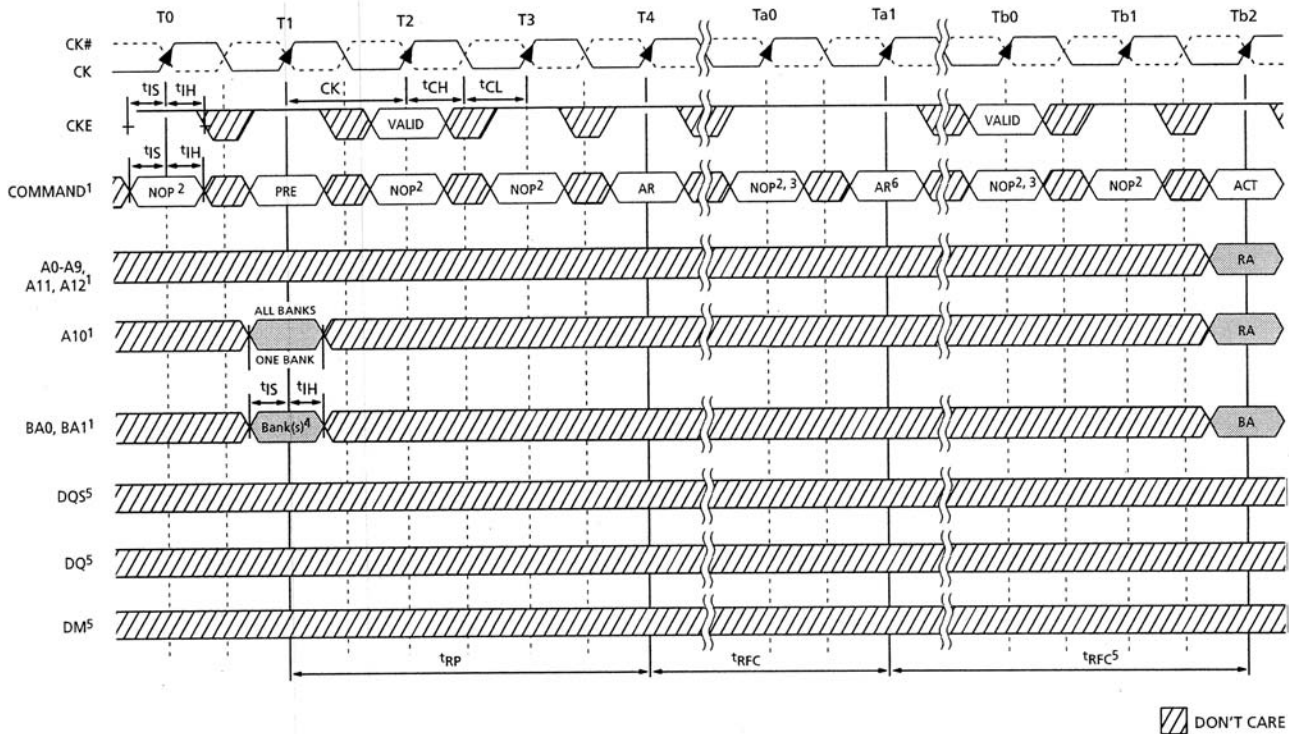 T0 T1 T2 T3 T4 Ta0 Ta1 Tb0 Tb1 Tb2
CK#
CK
tIS tIH CK tCH tCL
CKE VALID VALID
tIS tIH
COMMAND1 NOP2 PRE NOP2 NOP2 AR NOP2, 3 AR6 NOP2, 3 NOP2 ACT
A0-A9,
A11, A121 RA
ALL BANKS
A101 RA
ONE BANK
tIS tIH
BA0, BA11 Bank(s)4 BA
DQS5
DQ5
DM5
tRP tRFC tRFC5
DON'T CARE